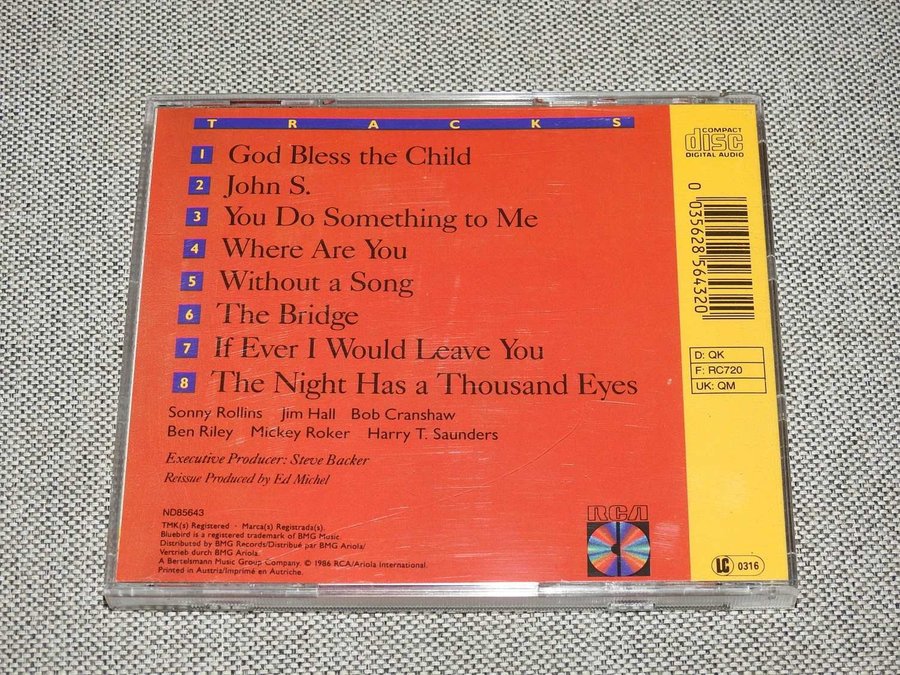 TRACKS
1 God Bless the Child
2 John S.
3 You Do Something to Me
4 Where Are You
5 Without a Song
6 The Bridge
7 If Ever I Would Leave You
8 The Night Has a Thousand Eyes
Sonny Rollins Jim Hall Bob Cranshaw
Ben Riley Mickey Roker Harry T. Saunders
Executive Producer: Steve Backer
Reissue Produced by Ed Michel
ND85643
TMK(s) Registered · Marca(s) Registrada(s).
Bluebird is a registered trademark of BMG Music.
Distributed by BMG Records/Distribué par BMG Ariola/
Vertrieb durch BMG Ariola.
A Bertelsmann Music Group Company. © 1986 RCA/Ariola International.
Printed in Austria/Imprimé en Autriche.
RCA
COMPACT
disc
DIGITAL AUDIO
0 035628 564320
D: QK
F: RC720
UK: QM
LC 0316